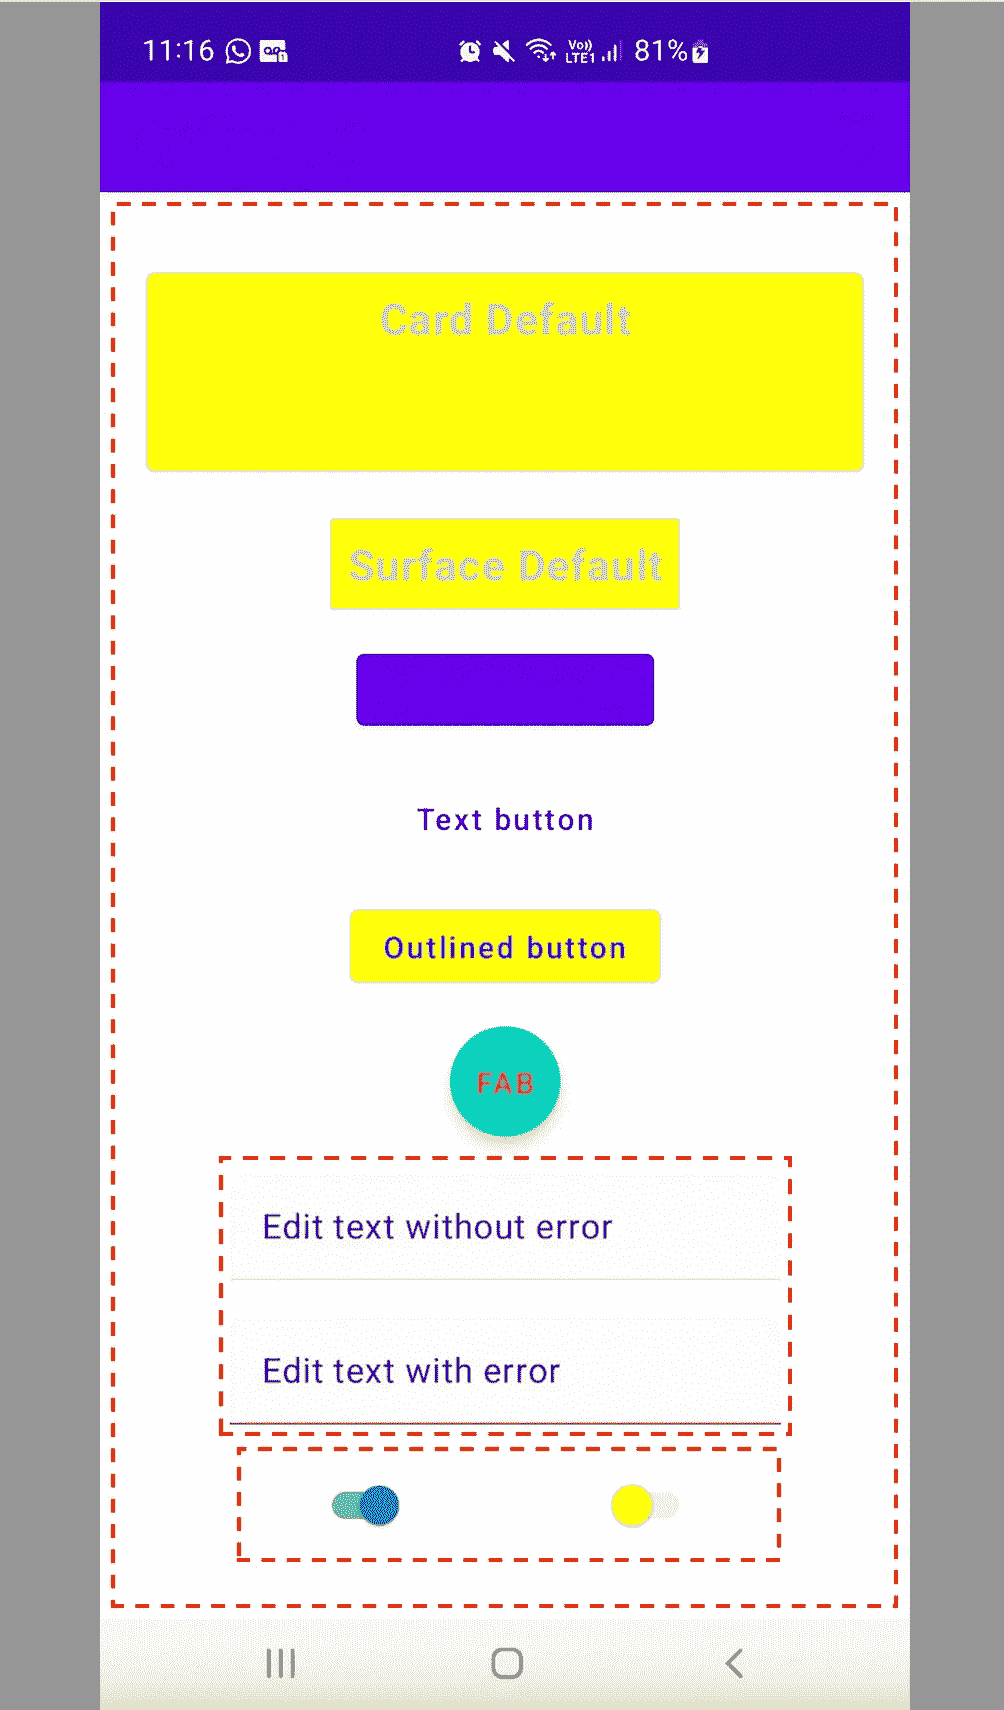 11:16 Vo)) LTE1 81%
Card Default
Surface Default
Text button
Outlined button
FAB
Edit text without error
Edit text with error